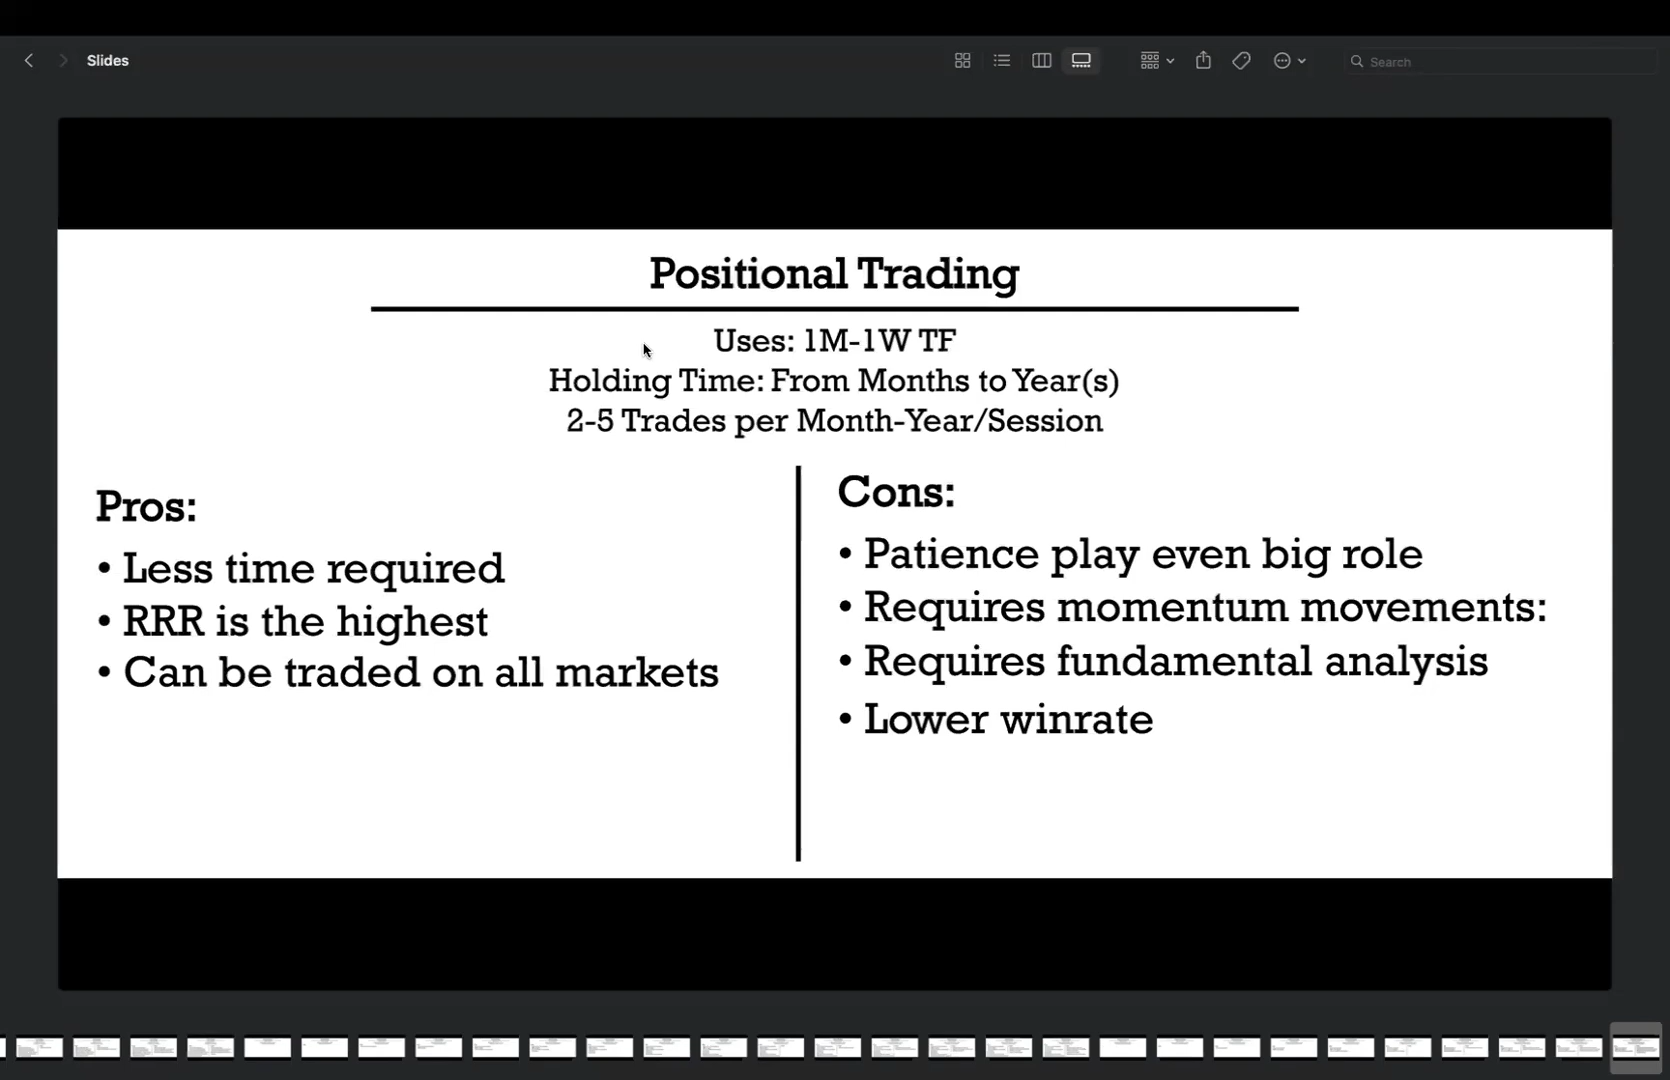 Slides
Search
Positional Trading
Uses: 1M-1W TF
Holding Time: From Months to Year(s)
2-5 Trades per Month-Year/Session
Pros:
• Less time required
• RRR is the highest
• Can be traded on all markets
Cons:
• Patience play even big role
• Requires momentum movements:
• Requires fundamental analysis
• Lower winrate